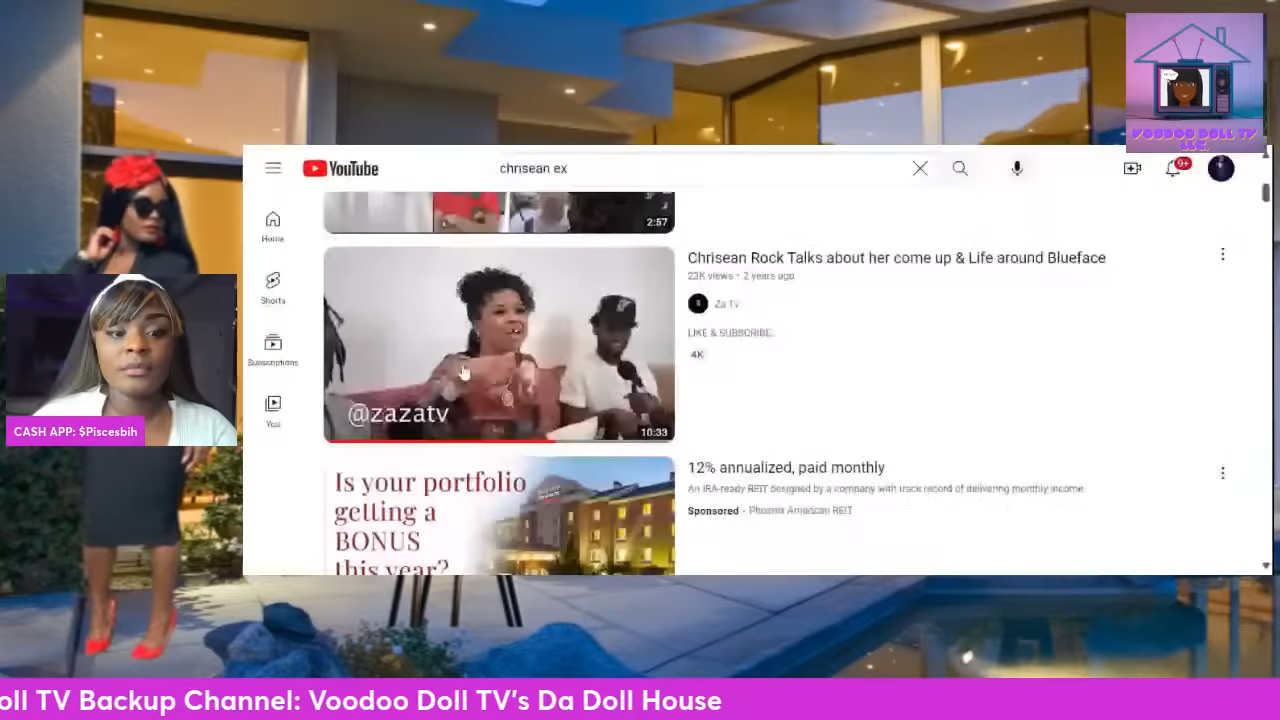 VOODOO DOLL TV
LLC.
YouTube
chrisean ex
9+
Home
Shorts
Subscriptions
You
2:57
Chrisean Rock Talks about her come up & Life around Blueface
22K views • 2 years ago
Za Tv
LIKE & SUBSCRIBE.
4K
@zazatv
10:33
CASH APP: $Piscesbih
Is your portfolio
getting a
BONUS
this year?
12% annualized, paid monthly
An IRA-ready REIT designed by a company with track record of delivering monthly income.
Sponsored · Phoenix American REIT
oll TV Backup Channel: Voodoo Doll TV's Da Doll House